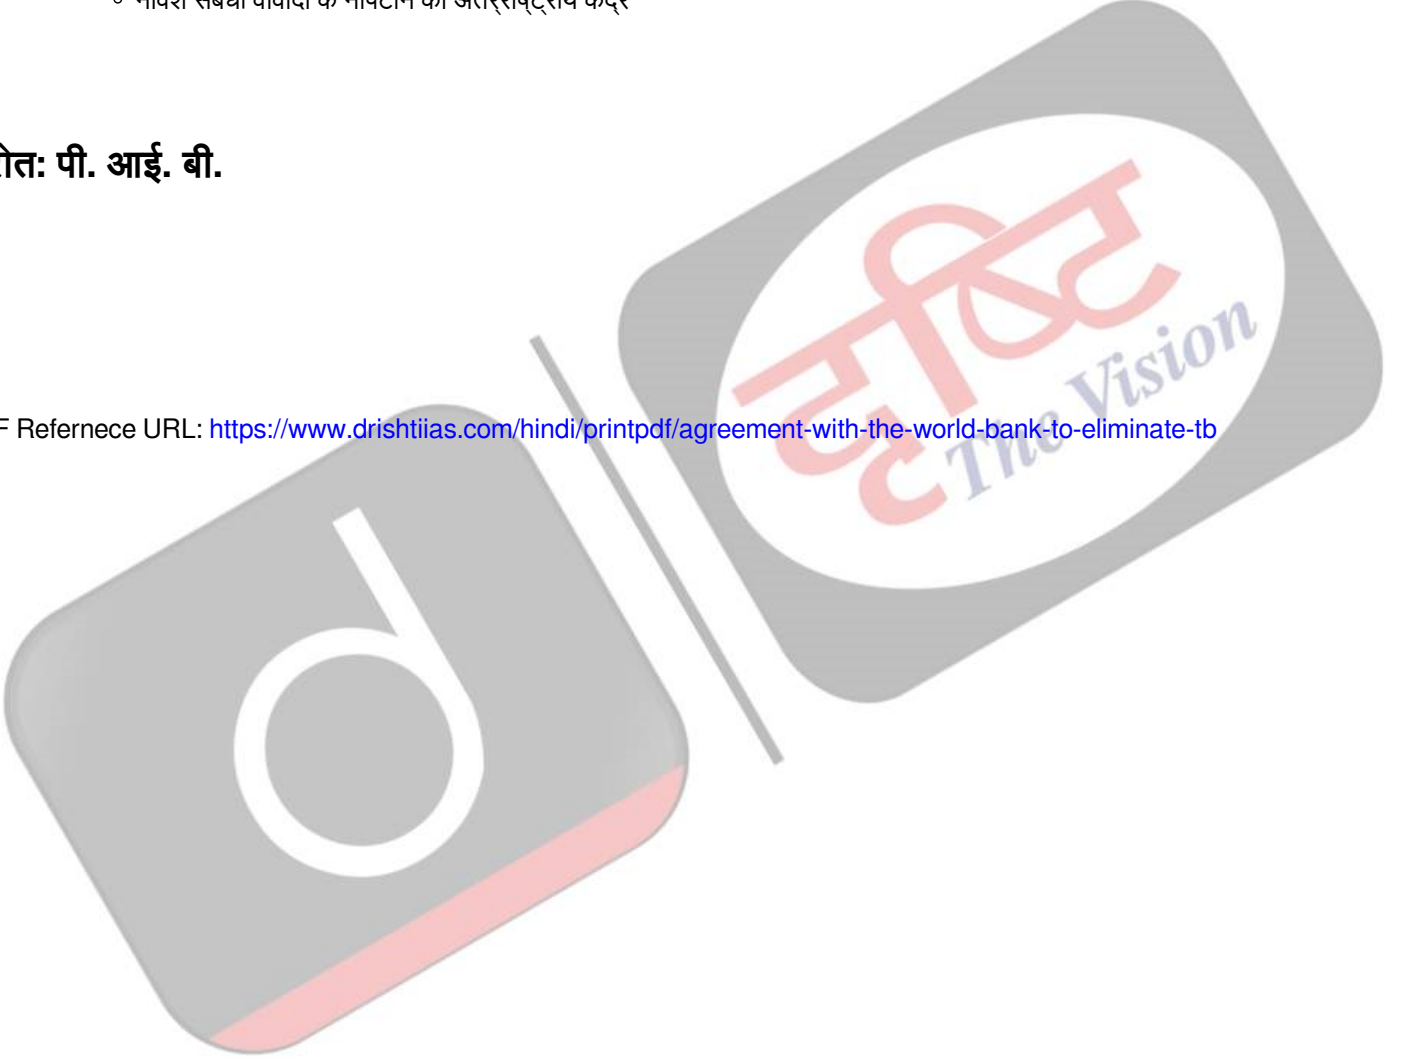 के
स्रोत: पी. आई. बी.
F Refernece URL: https://www.drishtiias.com/hindi/printpdf/agreement-with-the-world-bank-to-eliminate-tb
दृष्टि
The Vision
d